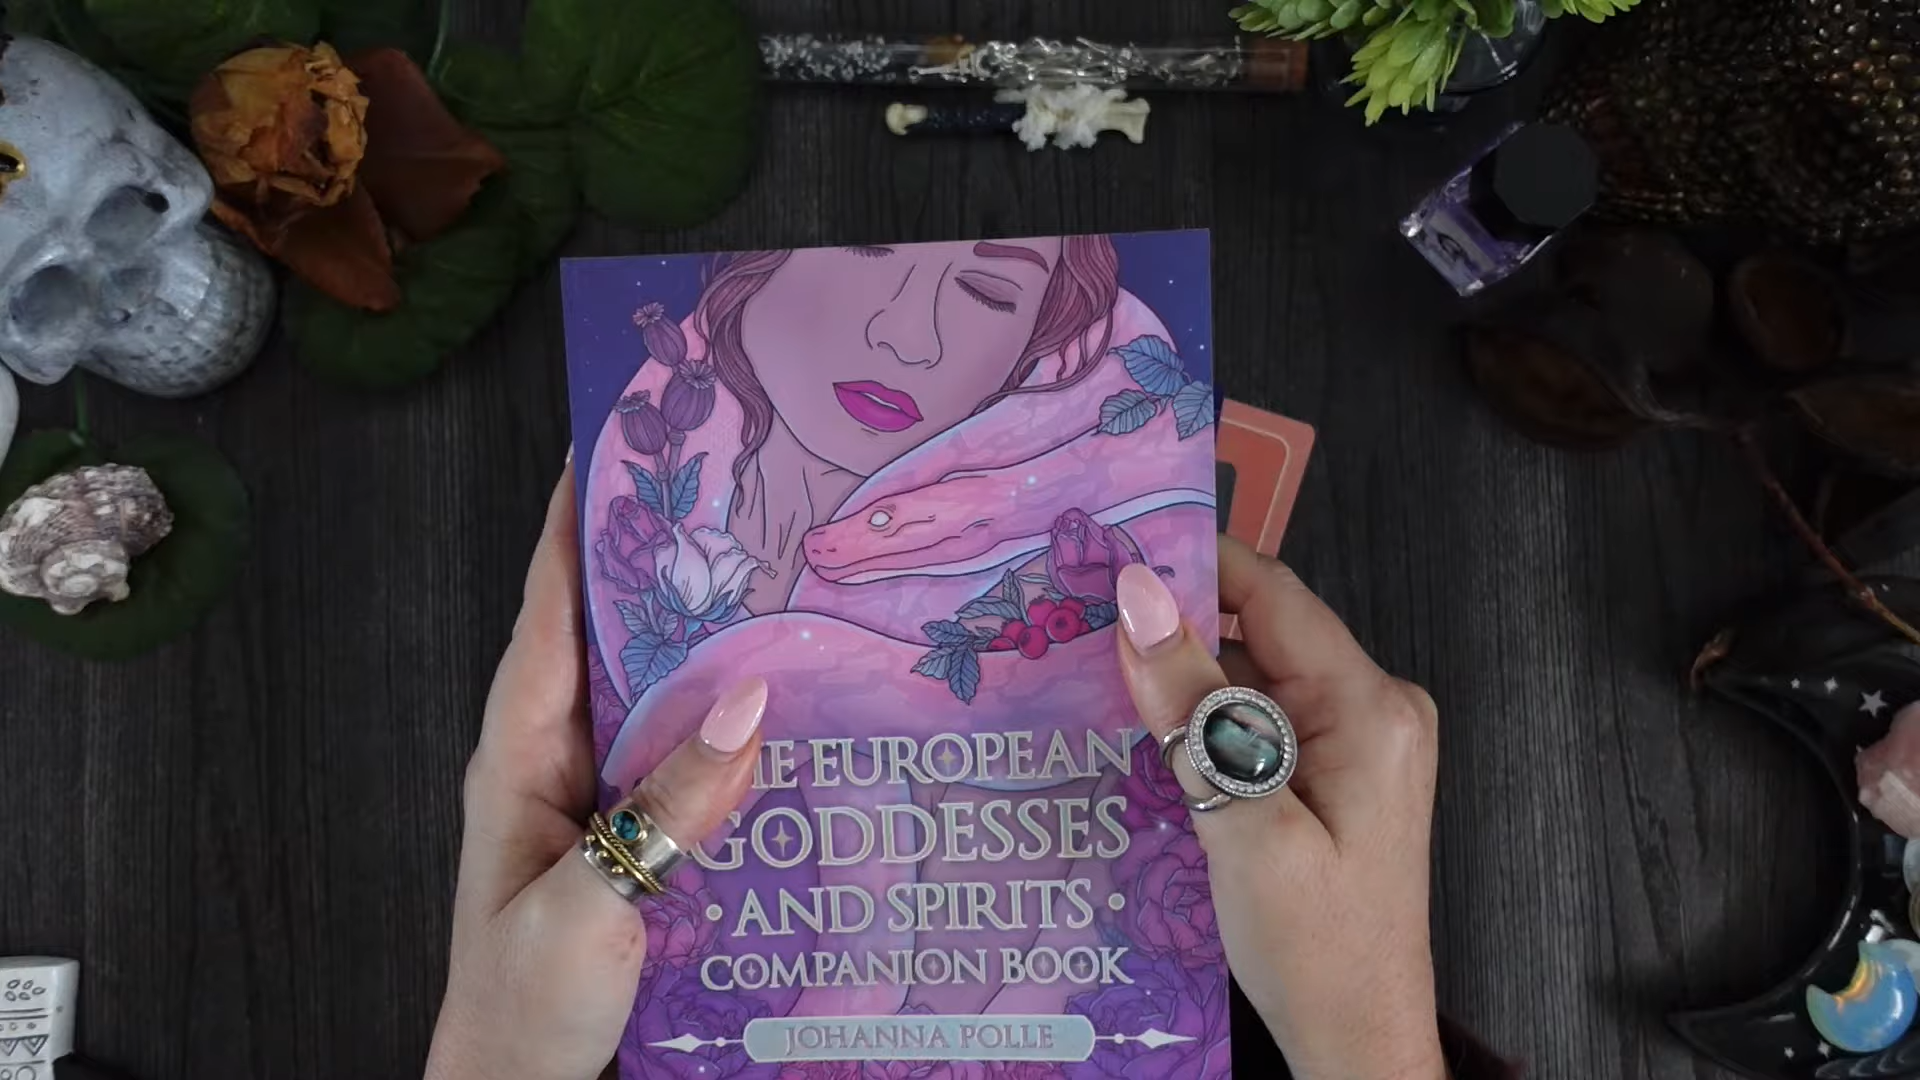 THE EUROPEAN
GODDESSES
• AND SPIRITS •
COMPANION BOOK
JOHANNA POLLE